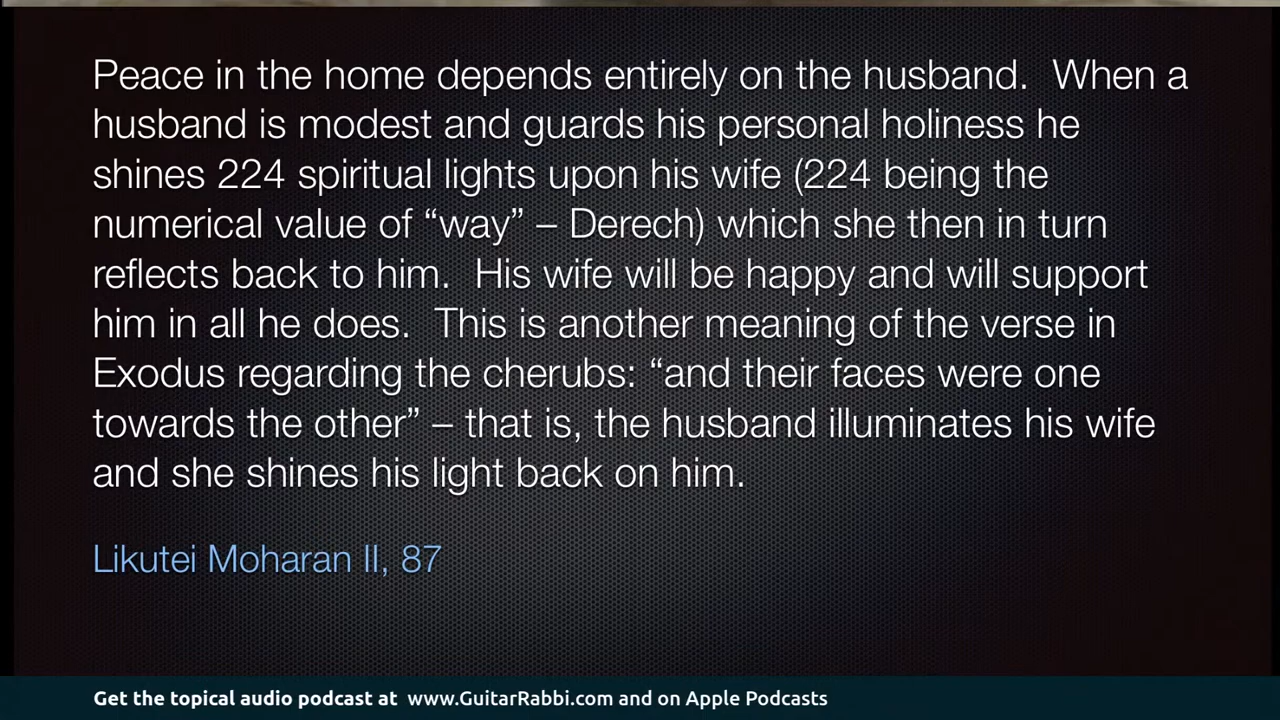 Peace in the home depends entirely on the husband.  When a
husband is modest and guards his personal holiness he
shines 224 spiritual lights upon his wife (224 being the
numerical value of “way” – Derech) which she then in turn
reflects back to him.  His wife will be happy and will support
him in all he does.  This is another meaning of the verse in
Exodus regarding the cherubs: “and their faces were one
towards the other” – that is, the husband illuminates his wife
and she shines his light back on him.
Likutei Moharan II, 87
Get the topical audio podcast at  www.GuitarRabbi.com and on Apple Podcasts